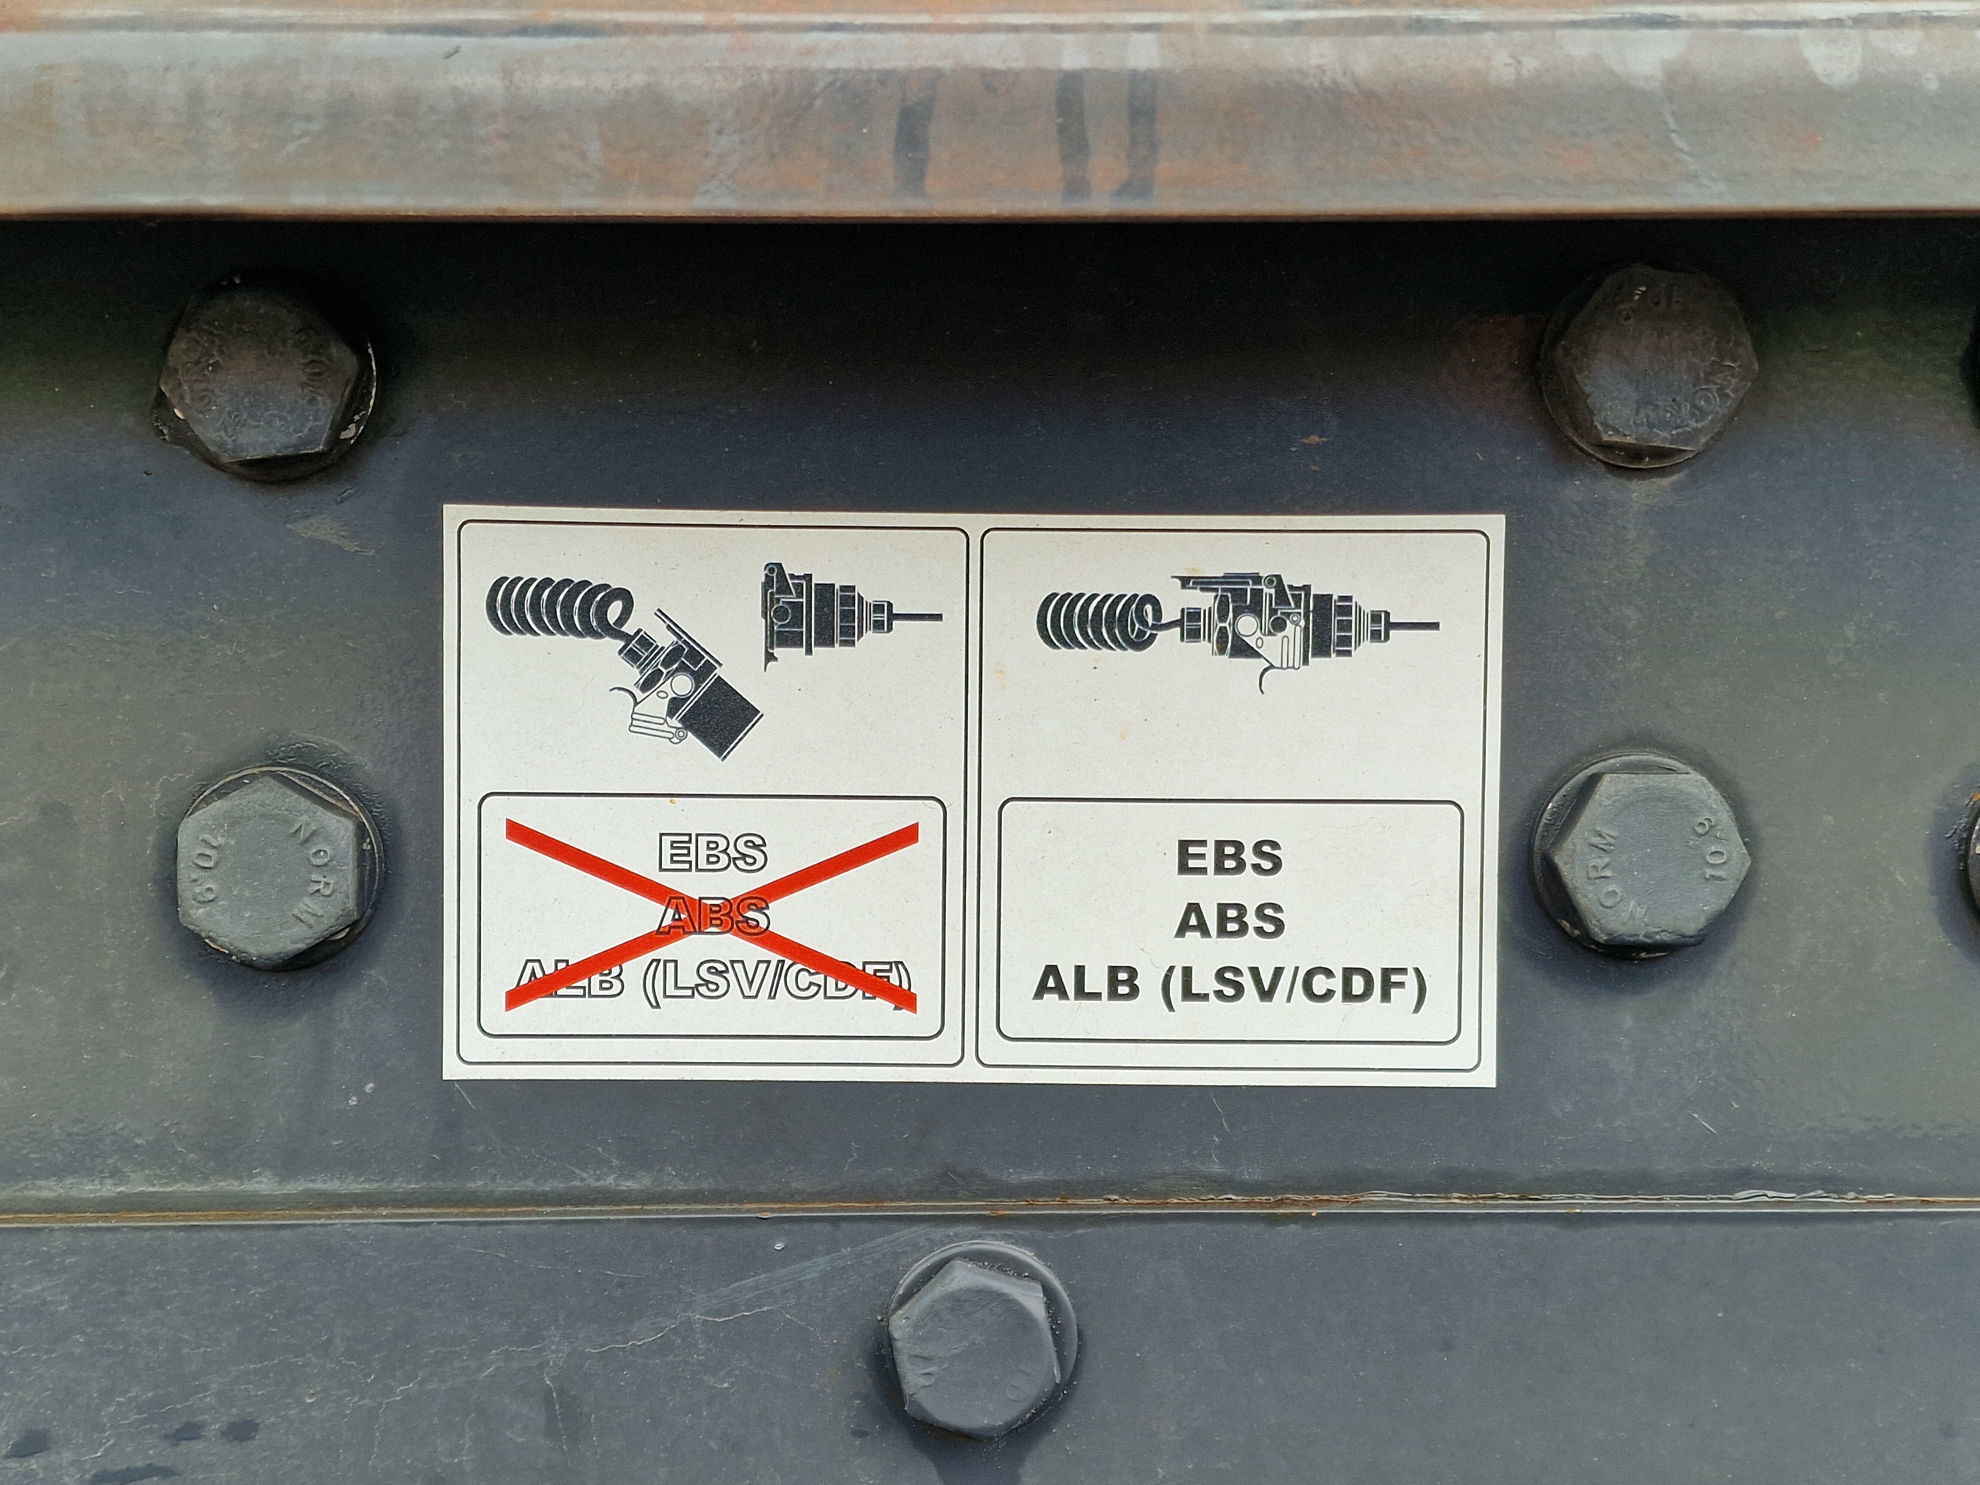 EBS
ABS
ALB (LSV/CDF)
EBS
ABS
ALB (LSV/CDF)
10.9
NORM
NORM
10.9